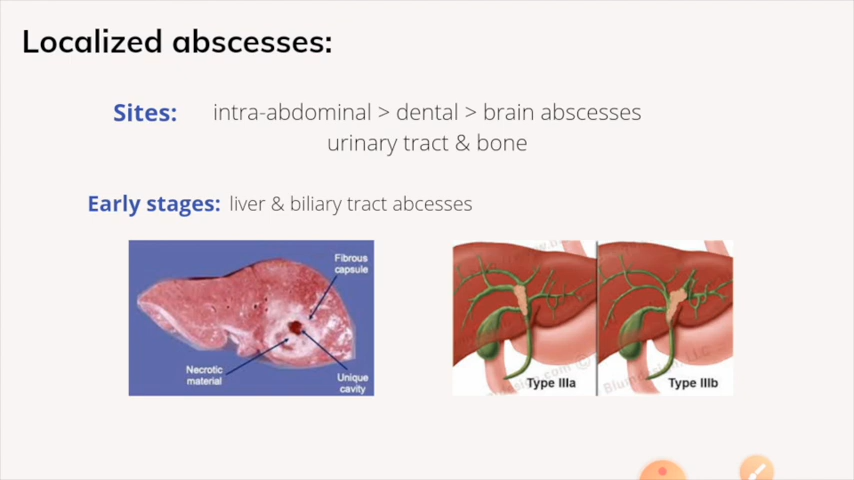 Localized abscesses:
Sites: intra-abdominal > dental > brain abscesses
urinary tract & bone
Early stages: liver & biliary tract abcesses
Fibrous
capsule
Necrotic
material
Unique
cavity
Type IIIa
Type IIIb